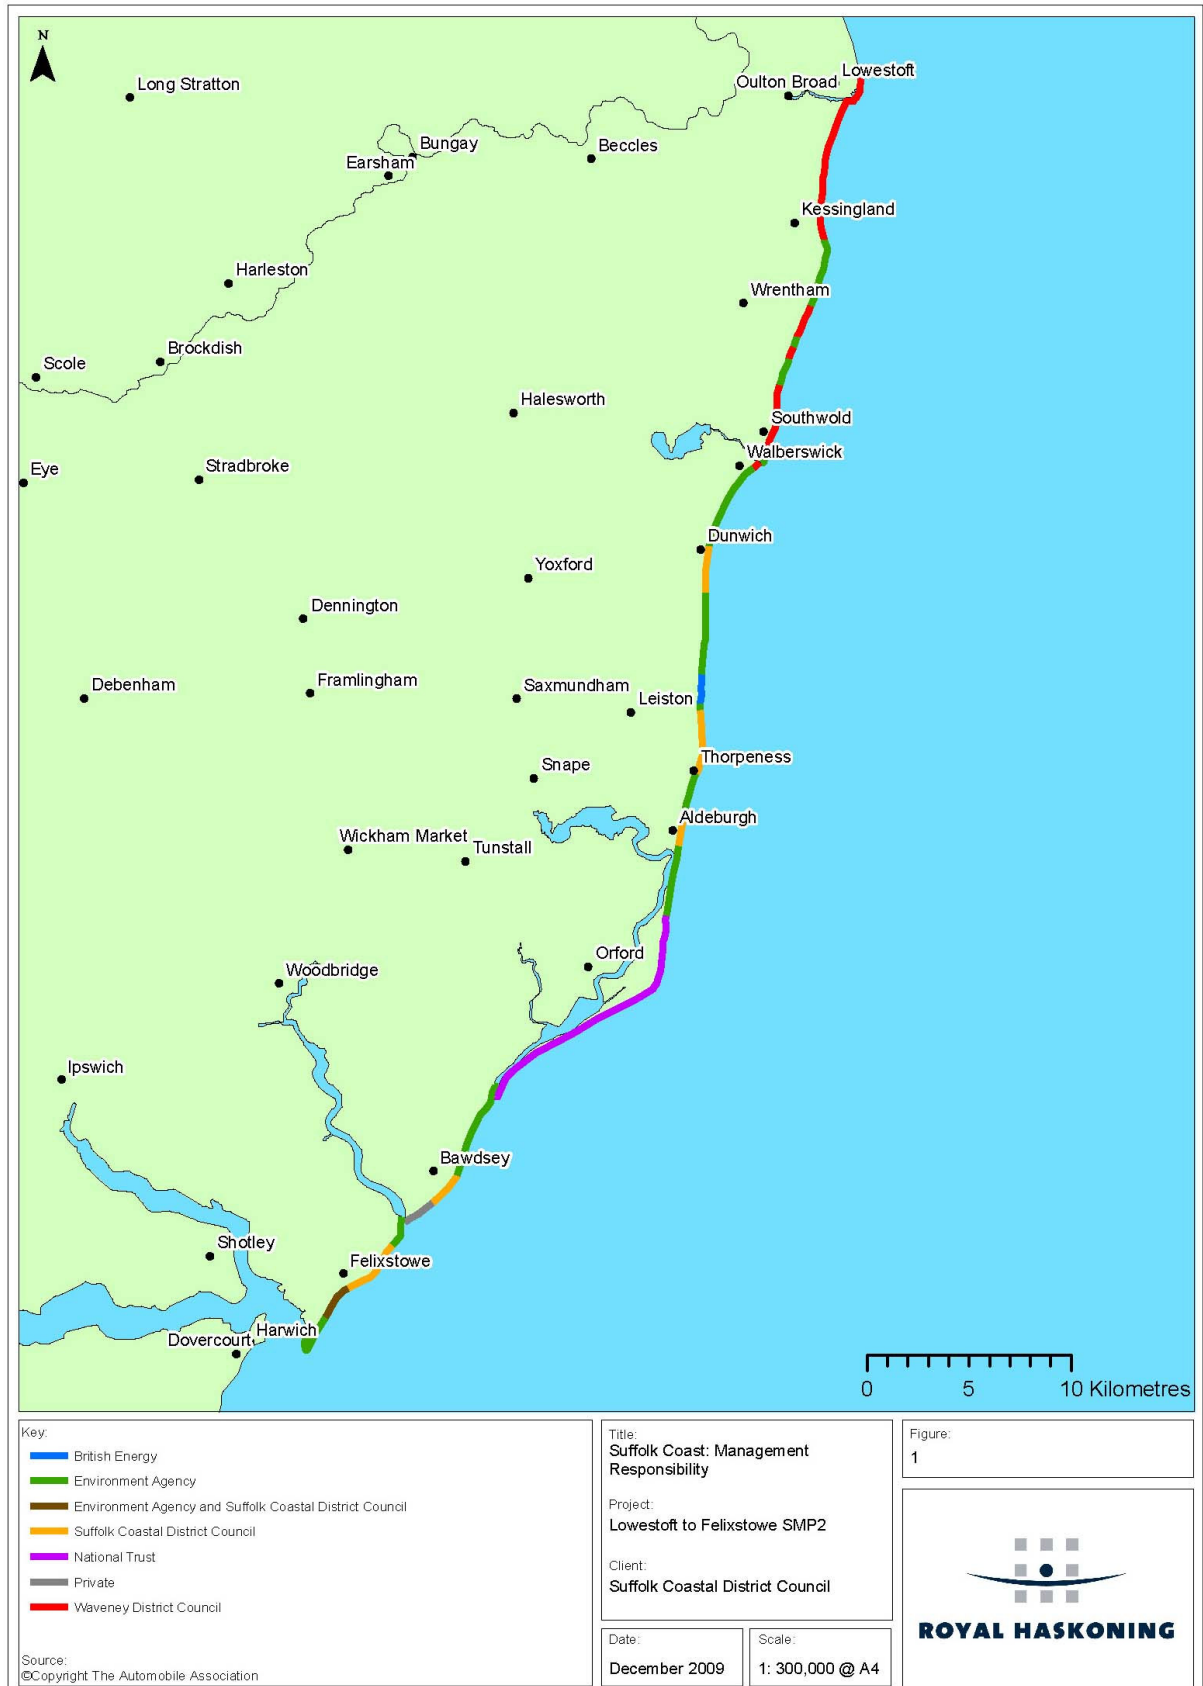 N
Long Stratton
Oulton Broad
Lowestoft
Bungay
Earsham
Beccles
Kessingland
Harleston
Wrentham
Brockdish
Scole
Halesworth
Southwold
Walberswick
Eye
Stradbroke
Dunwich
Yoxford
Dennington
Debenham
Framlingham
Saxmundham
Leiston
Thorpeness
Snape
Aldeburgh
Wickham Market
Tunstall
Orford
Woodbridge
Ipswich
Bawdsey
Shotley
Felixstowe
Harwich
Dovercourt
0 5 10 Kilometres
Key:
British Energy
Environment Agency
Environment Agency and Suffolk Coastal District Council
Suffolk Coastal District Council
National Trust
Private
Waveney District Council
Source:
©Copyright The Automobile Association
Title:
Suffolk Coast: Management
Responsibility
Project:
Lowestoft to Felixstowe SMP2
Client:
Suffolk Coastal District Council
Date:
December 2009
Scale:
1: 300,000 @ A4
Figure:
1
ROYAL HASKONING